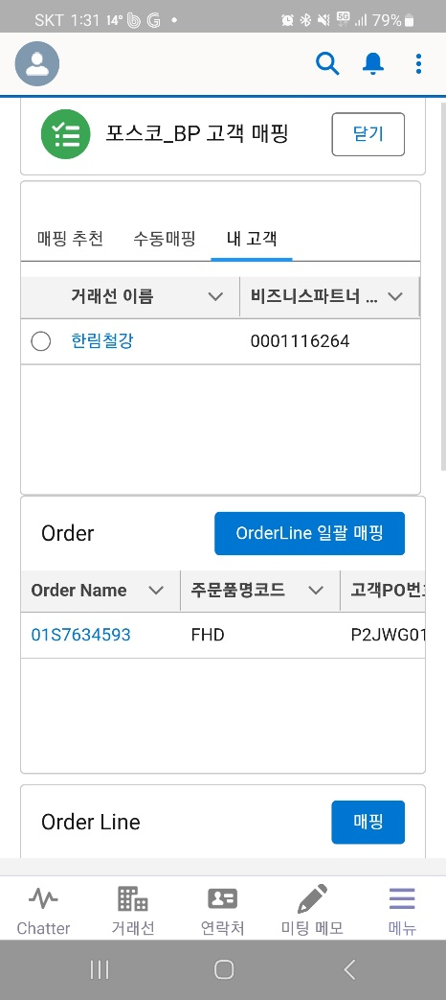 SKT 1:31 14° 79%
포스코_BP 고객 매핑
닫기
매핑 추천 수동매핑 내 고객
거래선 이름 비즈니스파트너 ...
한림철강 0001116264
Order
OrderLine 일괄 매핑
Order Name 주문품명코드 고객PO번
01S7634593 FHD P2JWG01
Order Line
매핑
Chatter 거래선 연락처 미팅 메모 메뉴